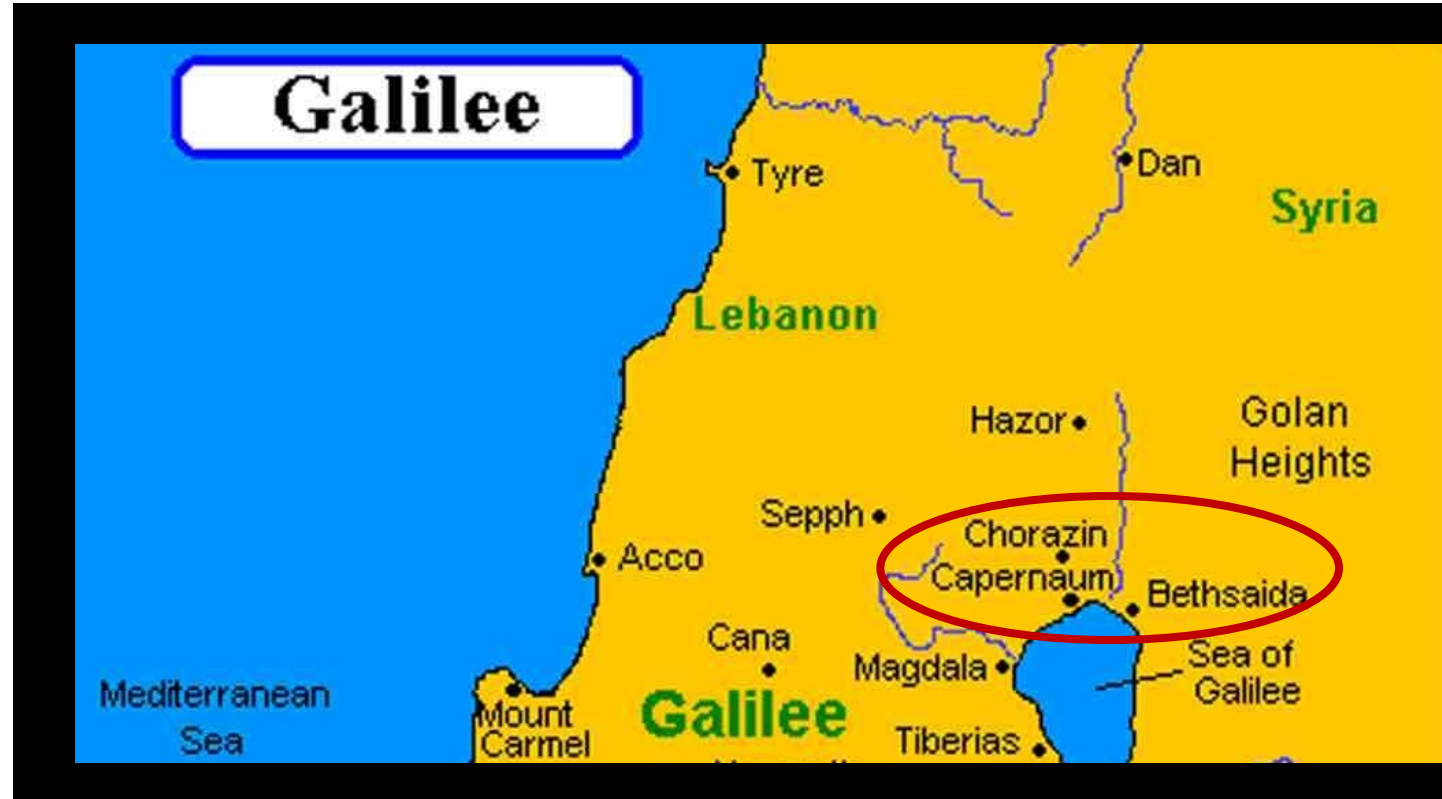 Galilee
Tyre
Dan
Syria
Lebanon
Hazor
Golan
Heights
Sepph
Chorazin
Acco
Capernaum
Bethsaida
Cana
Magdala
Sea of
Galilee
Mediterranean
Sea
Mount
Carmel
Galilee
Tiberias